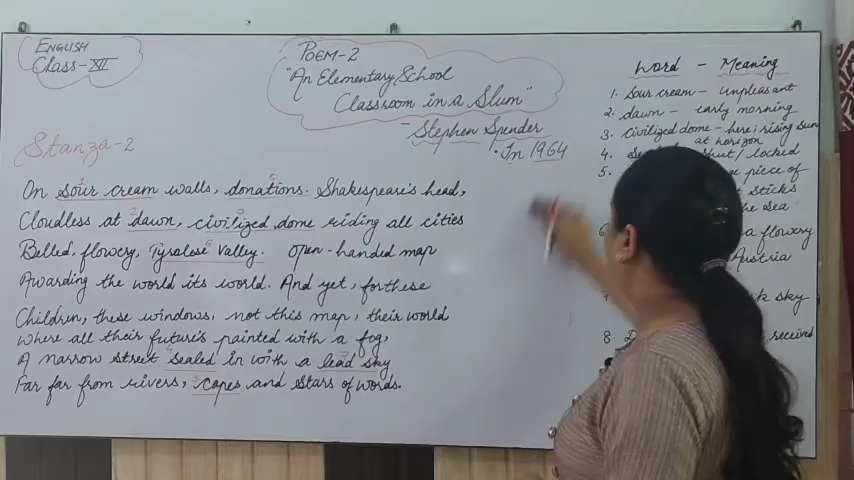 ENGLISH
Class-XII
POEM-2
"An Elementary School
Classroom in a Slum"
- Stephen Spender
• In 1964
Stanza-2
On sour cream walls, donations. Shakespeare's head,
Cloudless at dawn, civilized dome riding all cities
Belled, flowery, Tyrolese valley. open-handed map
Awarding the world its world. And yet, for these
Children, these windows, not this map, their world
where all their future's painted with a fog,
A narrow street sealed in with a lead sky
Far far from rivers, capes and stars of words.
Word - Meaning
1. Sour cream - unpleasant
2. dawn - early morning
3. civilized dome - here; rising sun
at horizon
4. shut / locked
5. piece of
sticks
the sea
6. a flowery
Austria
sky
8. received